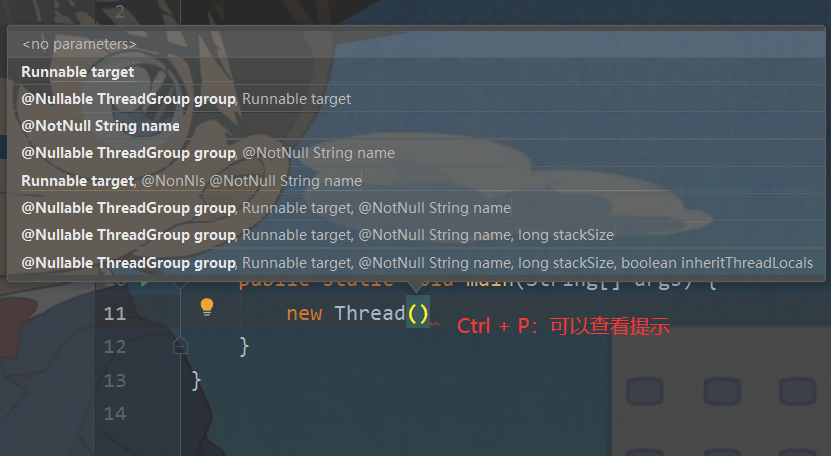 2
<no parameters>
Runnable target
@Nullable ThreadGroup group, Runnable target
@NotNull String name
@Nullable ThreadGroup group, @NotNull String name
Runnable target, @NonNls @NotNull String name
@Nullable ThreadGroup group, Runnable target, @NotNull String name
@Nullable ThreadGroup group, Runnable target, @NotNull String name, long stackSize
@Nullable ThreadGroup group, Runnable target, @NotNull String name, long stackSize, boolean inheritThreadLocals
10 public static void main(String[] args) {
11 new Thread() Ctrl + P：可以查看提示
12 }
13 }
14